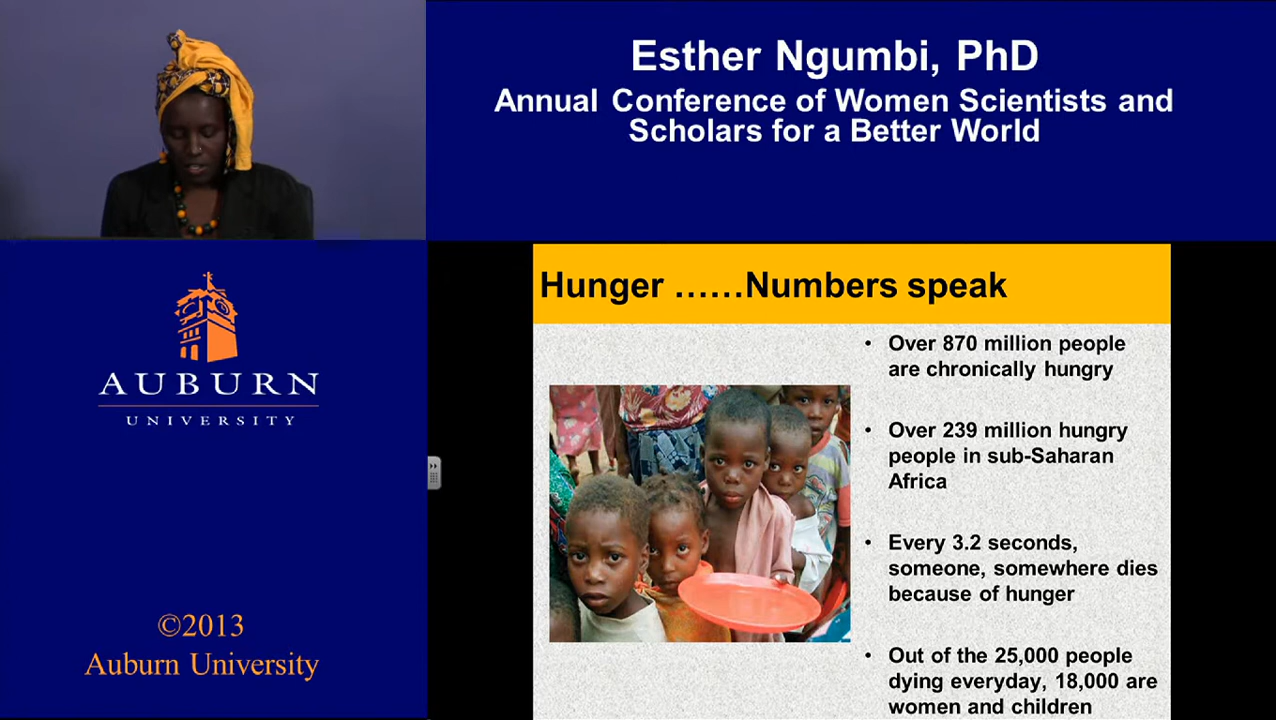 Esther Ngumbi, PhD
Annual Conference of Women Scientists and
Scholars for a Better World
AUBURN
UNIVERSITY
©2013
Auburn University
Hunger ......Numbers speak
• Over 870 million people
are chronically hungry
• Over 239 million hungry
people in sub-Saharan
Africa
• Every 3.2 seconds,
someone, somewhere dies
because of hunger
• Out of the 25,000 people
dying everyday, 18,000 are
women and children